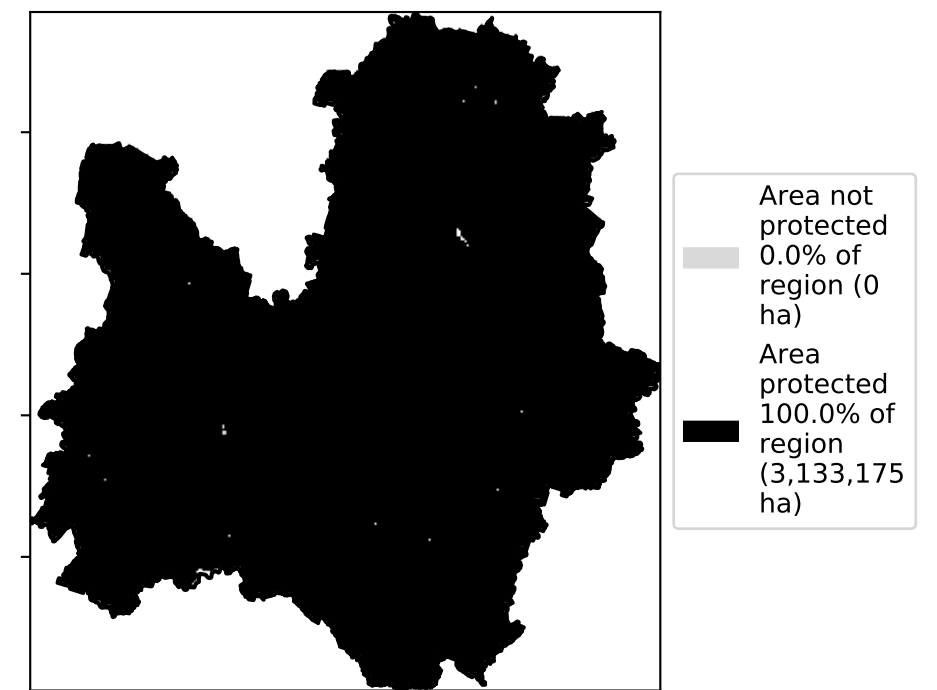 Area not
protected
0.0% of
region (0
ha)
Area
protected
100.0% of
region
(3,133,175
ha)